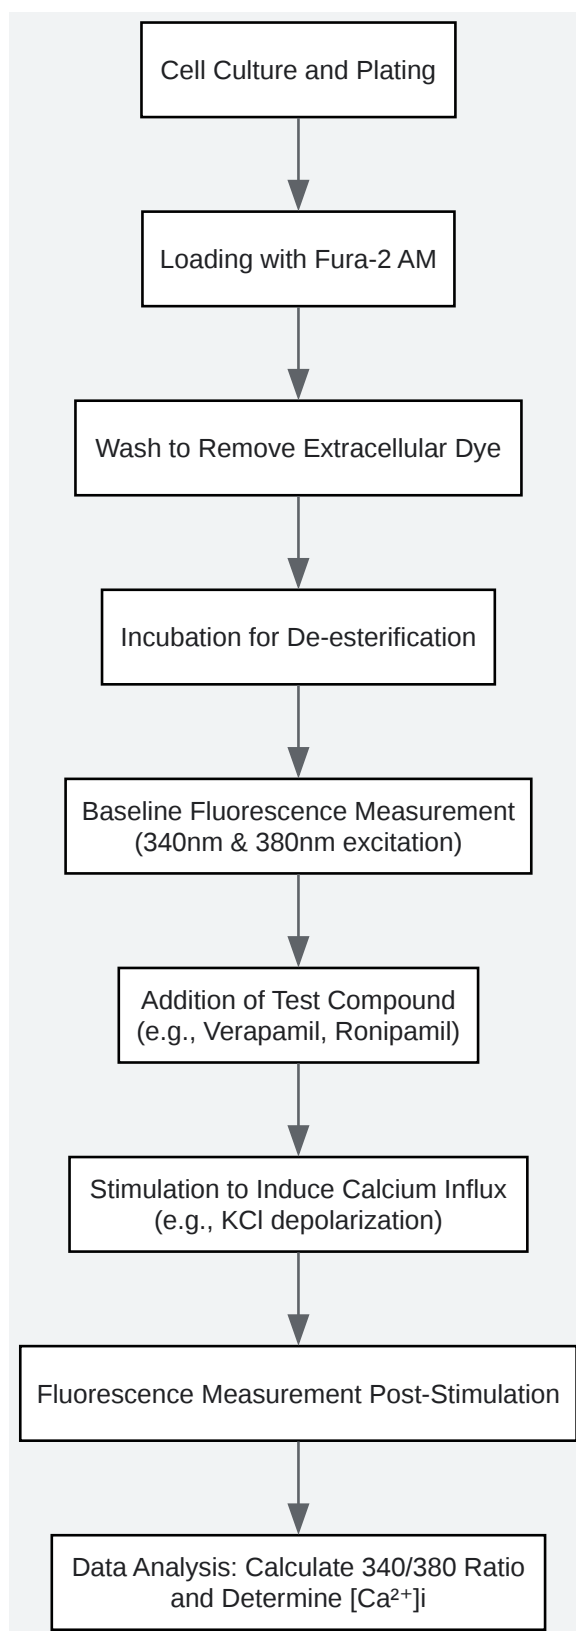 Cell Culture and Plating
Loading with Fura-2 AM
Wash to Remove Extracellular Dye
Incubation for De-esterification
Baseline Fluorescence Measurement
(340nm & 380nm excitation)
Addition of Test Compound
(e.g., Verapamil, Ronipamil)
Stimulation to Induce Calcium Influx
(e.g., KCl depolarization)
Fluorescence Measurement Post-Stimulation
Data Analysis: Calculate 340/380 Ratio
and Determine [Ca²⁺]i